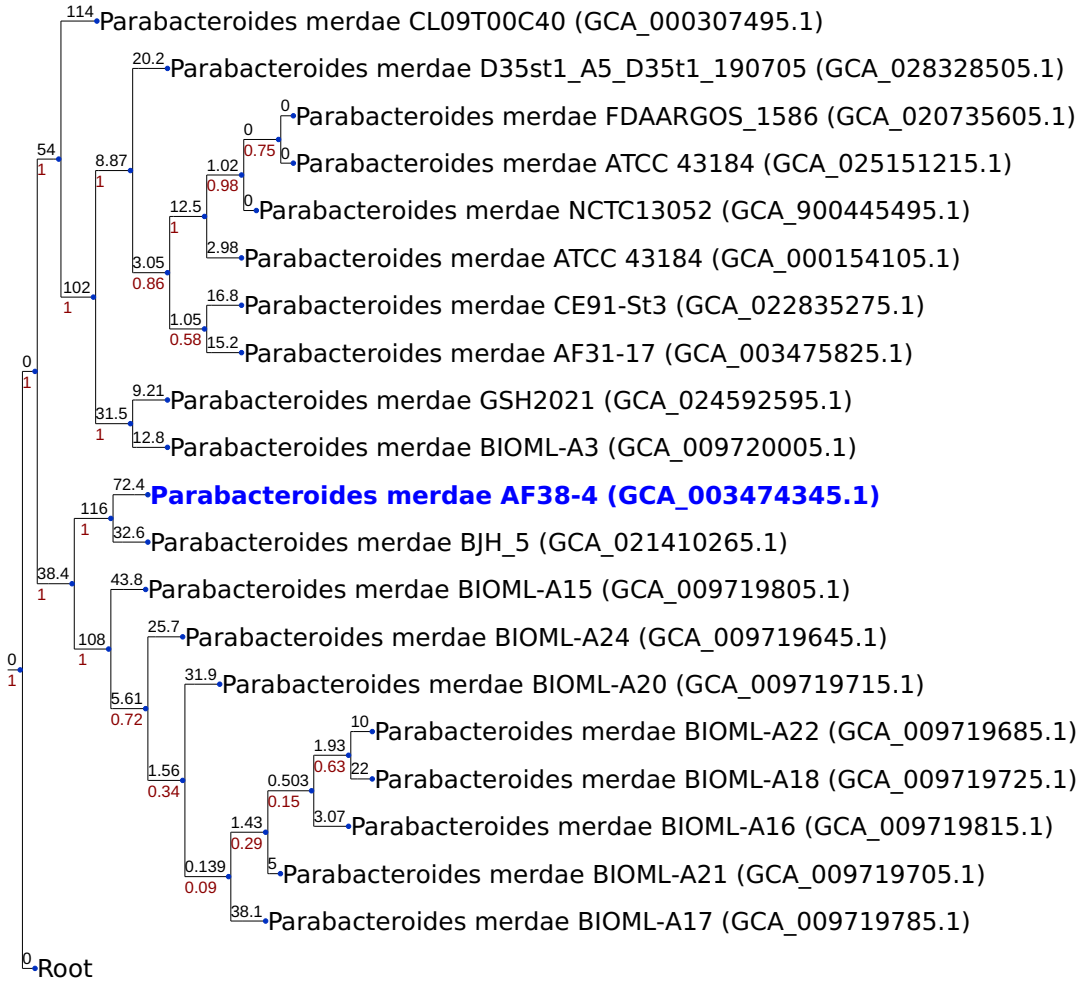 114 Parabacteroides merdae CL09T00C40 (GCA_000307495.1)
20.2 Parabacteroides merdae D35st1_A5_D35t1_190705 (GCA_028328505.1)
0 Parabacteroides merdae FDAARGOS_1586 (GCA_020735605.1)
0
0.75
54
1
0 Parabacteroides merdae ATCC 43184 (GCA_025151215.1)
8.87
1
1.02
0.98
0 Parabacteroides merdae NCTC13052 (GCA_900445495.1)
12.5
1
2.98 Parabacteroides merdae ATCC 43184 (GCA_000154105.1)
3.05
0.86
102
1
16.8 Parabacteroides merdae CE91-St3 (GCA_022835275.1)
1.05
0.58
15.2 Parabacteroides merdae AF31-17 (GCA_003475825.1)
0
1
9.21 Parabacteroides merdae GSH2021 (GCA_024592595.1)
31.5
1
12.8 Parabacteroides merdae BIOML-A3 (GCA_009720005.1)
72.4 Parabacteroides merdae AF38-4 (GCA_003474345.1)
116
1
32.6 Parabacteroides merdae BJH_5 (GCA_021410265.1)
38.4
1
43.8 Parabacteroides merdae BIOML-A15 (GCA_009719805.1)
25.7 Parabacteroides merdae BIOML-A24 (GCA_009719645.1)
108
1
0
1
31.9 Parabacteroides merdae BIOML-A20 (GCA_009719715.1)
5.61
0.72
10 Parabacteroides merdae BIOML-A22 (GCA_009719685.1)
1.93
0.63
1.56
0.34
22 Parabacteroides merdae BIOML-A18 (GCA_009719725.1)
0.503
0.15
3.07 Parabacteroides merdae BIOML-A16 (GCA_009719815.1)
1.43
0.29
5 Parabacteroides merdae BIOML-A21 (GCA_009719705.1)
0.139
0.09
38.1 Parabacteroides merdae BIOML-A17 (GCA_009719785.1)
0 Root